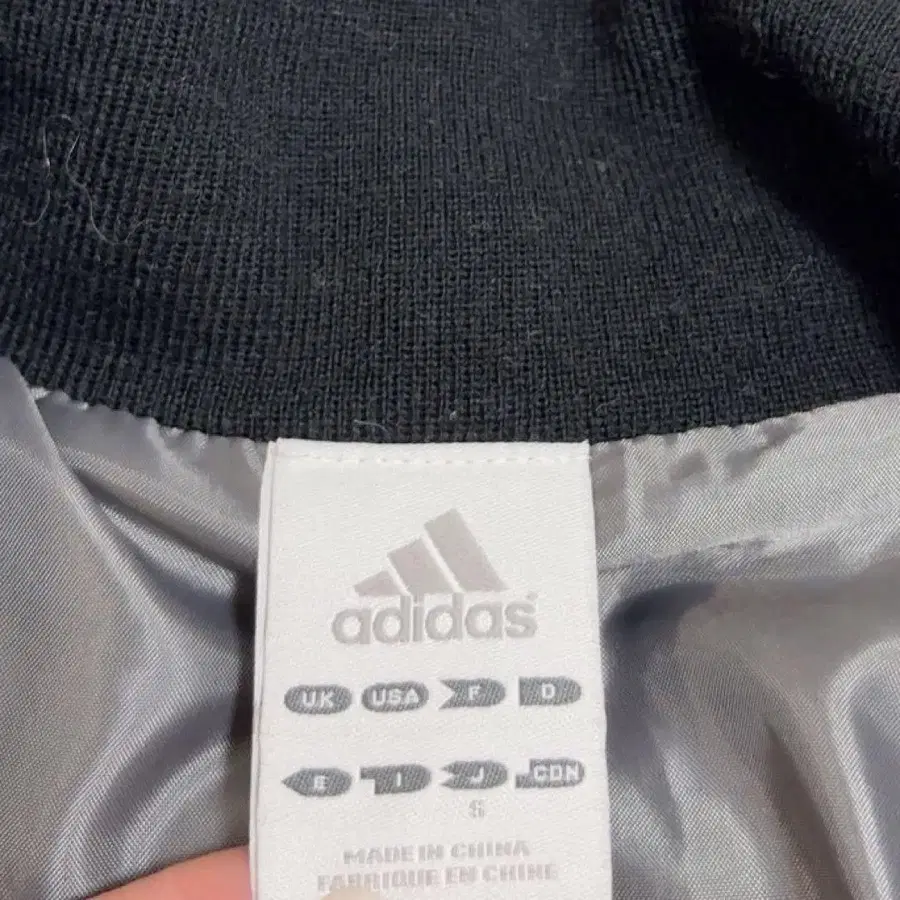 adidas
UK USA F D
E I J CDN
S
MADE IN CHINA
FABRIQUE EN CHINE